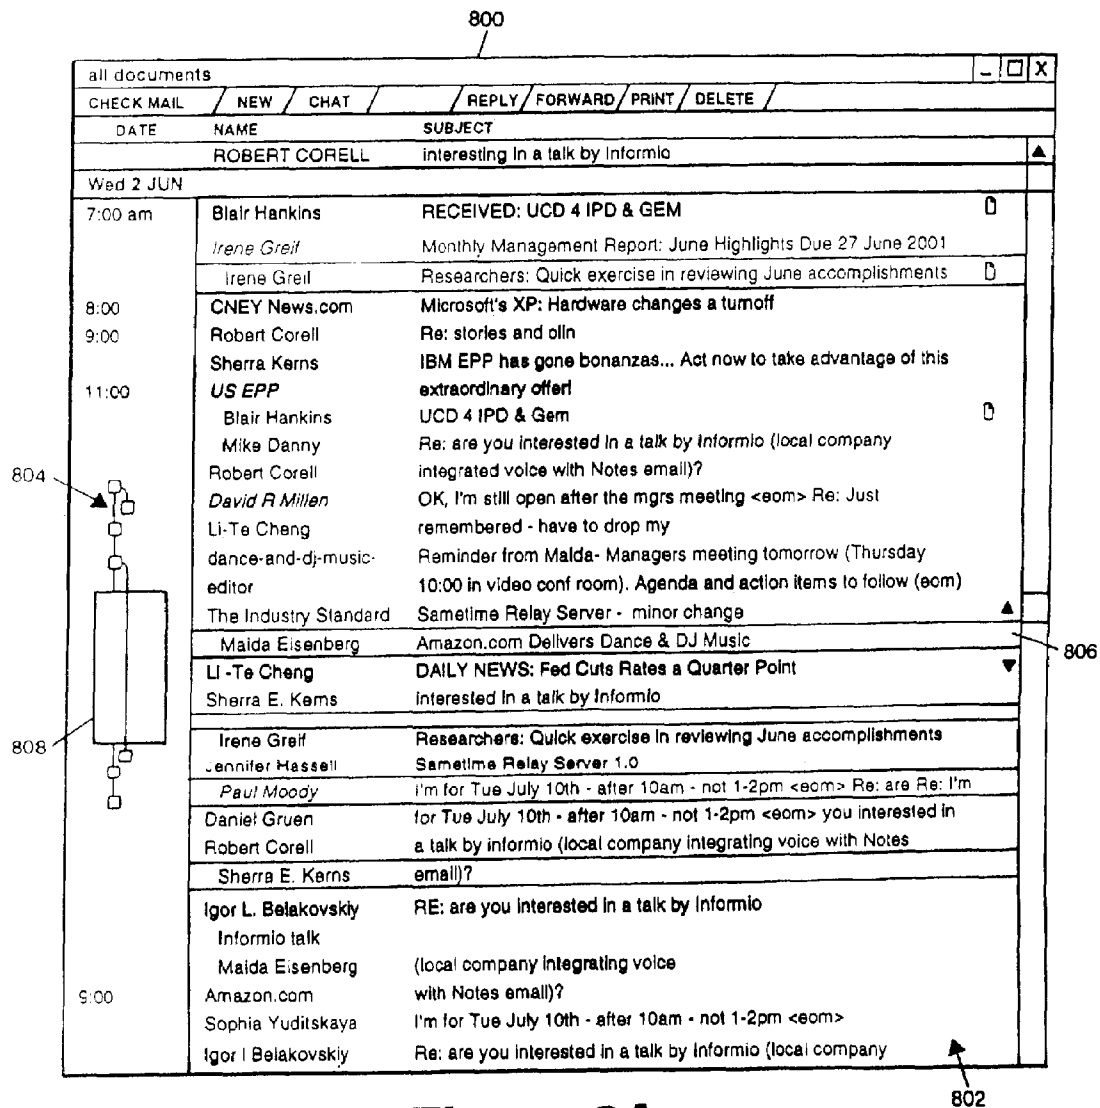 800
all documents
CHECK MAIL NEW CHAT REPLY FORWARD PRINT DELETE
DATE NAME SUBJECT
ROBERT CORELL interesting in a talk by Informio
Wed 2 JUN
7:00 am Blair Hankins RECEIVED: UCD 4 IPD & GEM
Irene Greif Monthly Management Report: June Highlights Due 27 June 2001
Irene Greil Researchers: Quick exercise in reviewing June accomplishments
8:00 CNEY News.com Microsoft's XP: Hardware changes a turnoff
9:00 Robert Corell Re: stories and olin
Sherra Kerns IBM EPP has gone bonanzas... Act now to take advantage of this
11:00 US EPP extraordinary offer!
Blair Hankins UCD 4 IPD & Gem
Mike Danny Re: are you interested in a talk by Informio (local company
Robert Corell integrated voice with Notes email)?
804
David R Millen OK, I'm still open after the mgrs meeting <eom> Re: Just
Li-Te Cheng remembered - have to drop my
dance-and-dj-music- Reminder from Maida- Managers meeting tomorrow (Thursday
editor 10:00 in video conf room). Agenda and action items to follow (eom)
The Industry Standard Sametime Relay Server - minor change
Maida Eisenberg Amazon.com Delivers Dance & DJ Music
806
Li -Te Cheng DAILY NEWS: Fed Cuts Rates a Quarter Point
Sherra E. Kerns interested in a talk by Informio
808
Irene Greif Researchers: Quick exercise in reviewing June accomplishments
Jennifer Hassell Sametime Relay Server 1.0
Paul Moody I'm for Tue July 10th - after 10am - not 1-2pm <eom> Re: are Re: I'm
Daniel Gruen for Tue July 10th - after 10am - not 1-2pm <eom> you interested in
Robert Corell a talk by informio (local company integrating voice with Notes
Sherra E. Kerns email)?
Igor L. Belakovskiy RE: are you interested in a talk by Informio
Informio talk
Maida Eisenberg (local company integrating voice
9:00 Amazon.com with Notes email)?
Sophia Yuditskaya I'm for Tue July 10th - after 10am - not 1-2pm <eom>
Igor l Belakovskiy Re: are you interested in a talk by Informio (local company
802